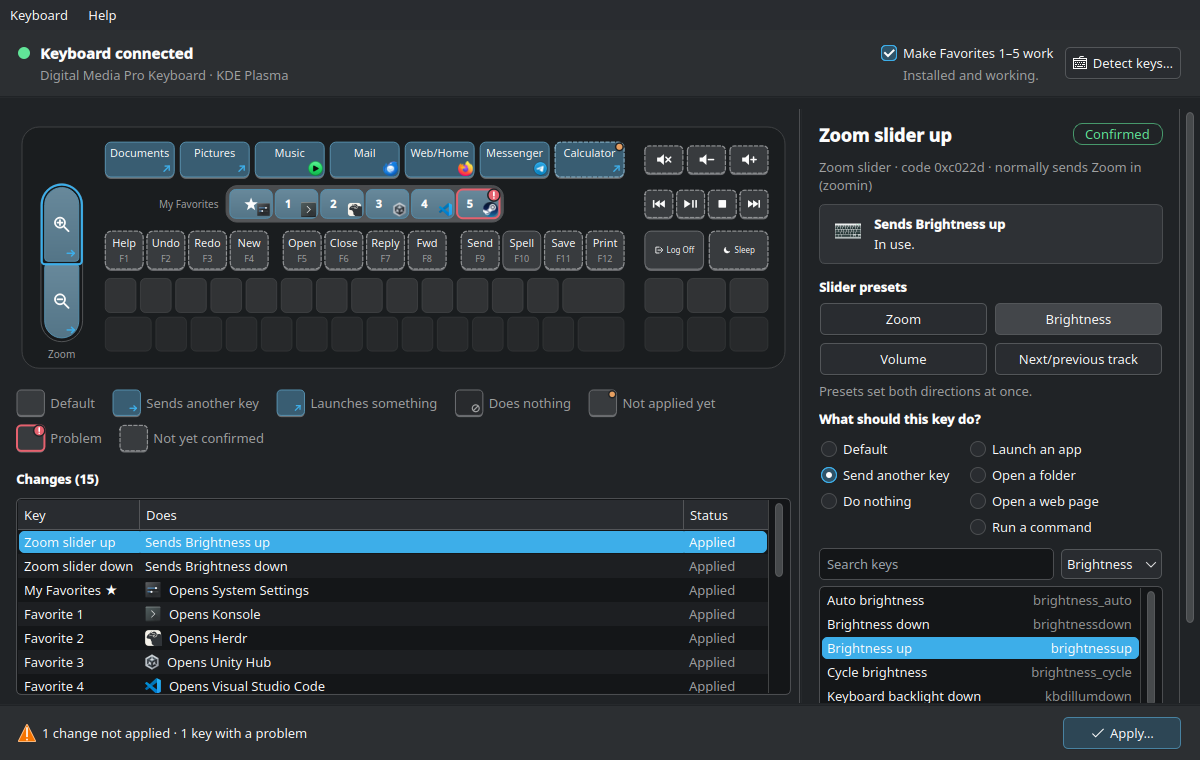 Keyboard Help
Keyboard connected
Digital Media Pro Keyboard · KDE Plasma
Make Favorites 1–5 work
Installed and working.
Detect keys...
Documents Pictures Music Mail Web/Home Messenger Calculator
My Favorites ★ 1 2 3 4 5
Help Undo Redo New Open Close Reply Fwd Send Spell Save Print
F1 F2 F3 F4 F5 F6 F7 F8 F9 F10 F11 F12
Log Off Sleep
Zoom
Default Sends another key Launches something Does nothing Not applied yet
Problem Not yet confirmed
Changes (15)
Key Does Status
Zoom slider up Sends Brightness up Applied
Zoom slider down Sends Brightness down Applied
My Favorites ★ Opens System Settings Applied
Favorite 1 Opens Konsole Applied
Favorite 2 Opens Herdr Applied
Favorite 3 Opens Unity Hub Applied
Favorite 4 Opens Visual Studio Code Applied
Zoom slider up Confirmed
Zoom slider · code 0xc022d · normally sends Zoom in
(zoomin)
Sends Brightness up
In use.
Slider presets
Zoom Brightness
Volume Next/previous track
Presets set both directions at once.
What should this key do?
Default Launch an app
Send another key Open a folder
Do nothing Open a web page
Run a command
Search keys Brightness
Auto brightness brightness_auto
Brightness down brightnessdown
Brightness up brightnessup
Cycle brightness brightness_cycle
Keyboard backlight down kbdillumdown
1 change not applied · 1 key with a problem
Apply...